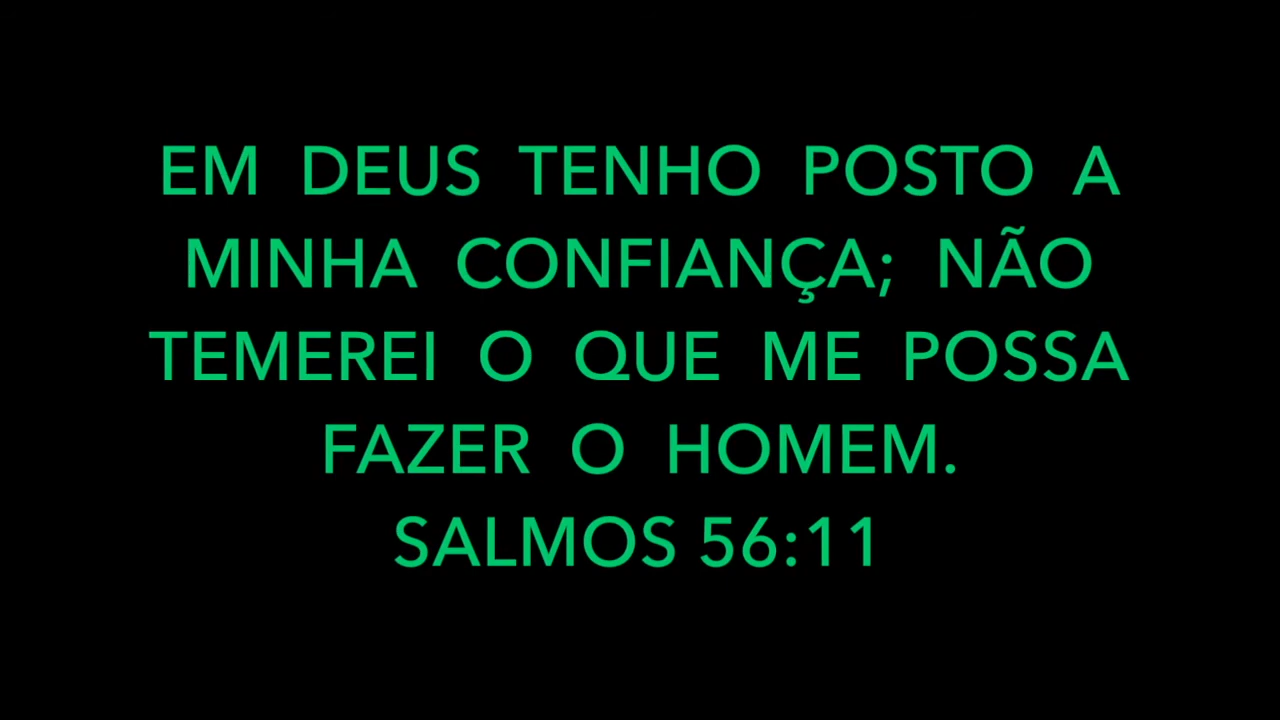 EM DEUS TENHO POSTO A
MINHA CONFIANÇA; NÃO
TEMEREI O QUE ME POSSA
FAZER O HOMEM.
SALMOS 56:11